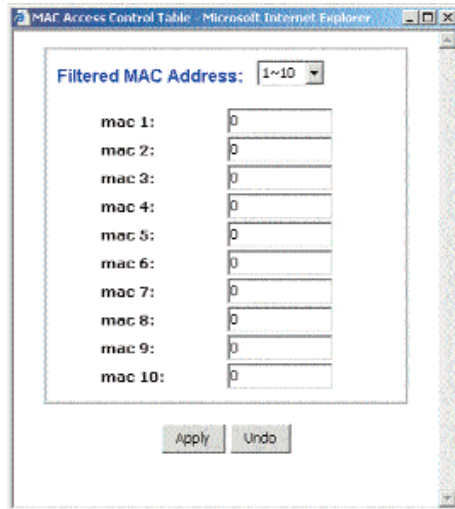 MAC Access Control Table - Microsoft Internet Explorer
Filtered MAC Address: 1~10
mac 1: 0
mac 2: 0
mac 3: 0
mac 4: 0
mac 5: 0
mac 6: 0
mac 7: 0
mac 8: 0
mac 9: 0
mac 10: 0
Apply Undo